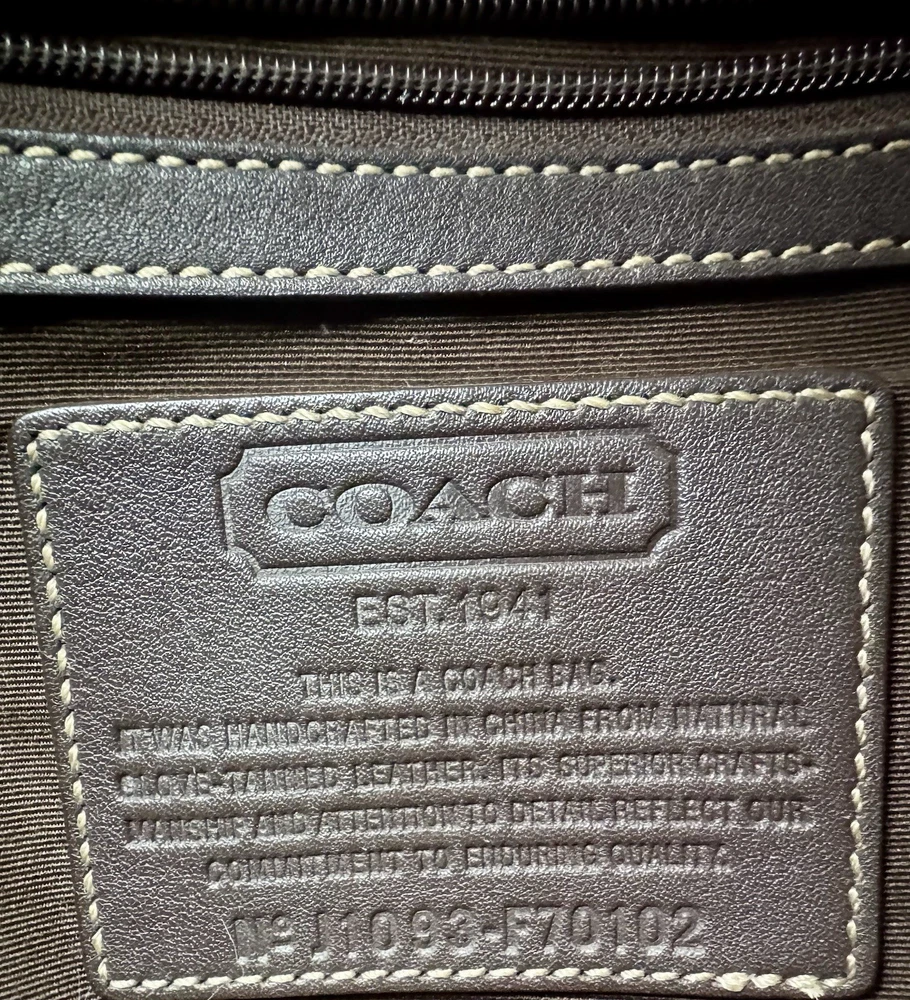 COACH
EST. 1941
THIS IS A COACH BAG.
IT WAS HANDCRAFTED IN CHINA FROM NATURAL
GLOVE-TANNED LEATHER. ITS SUPERIOR CRAFTS-
MANSHIP AND ATTENTION TO DETAIL REFLECT OUR
COMMITMENT TO ENDURING QUALITY.
Nº J1093-F70102